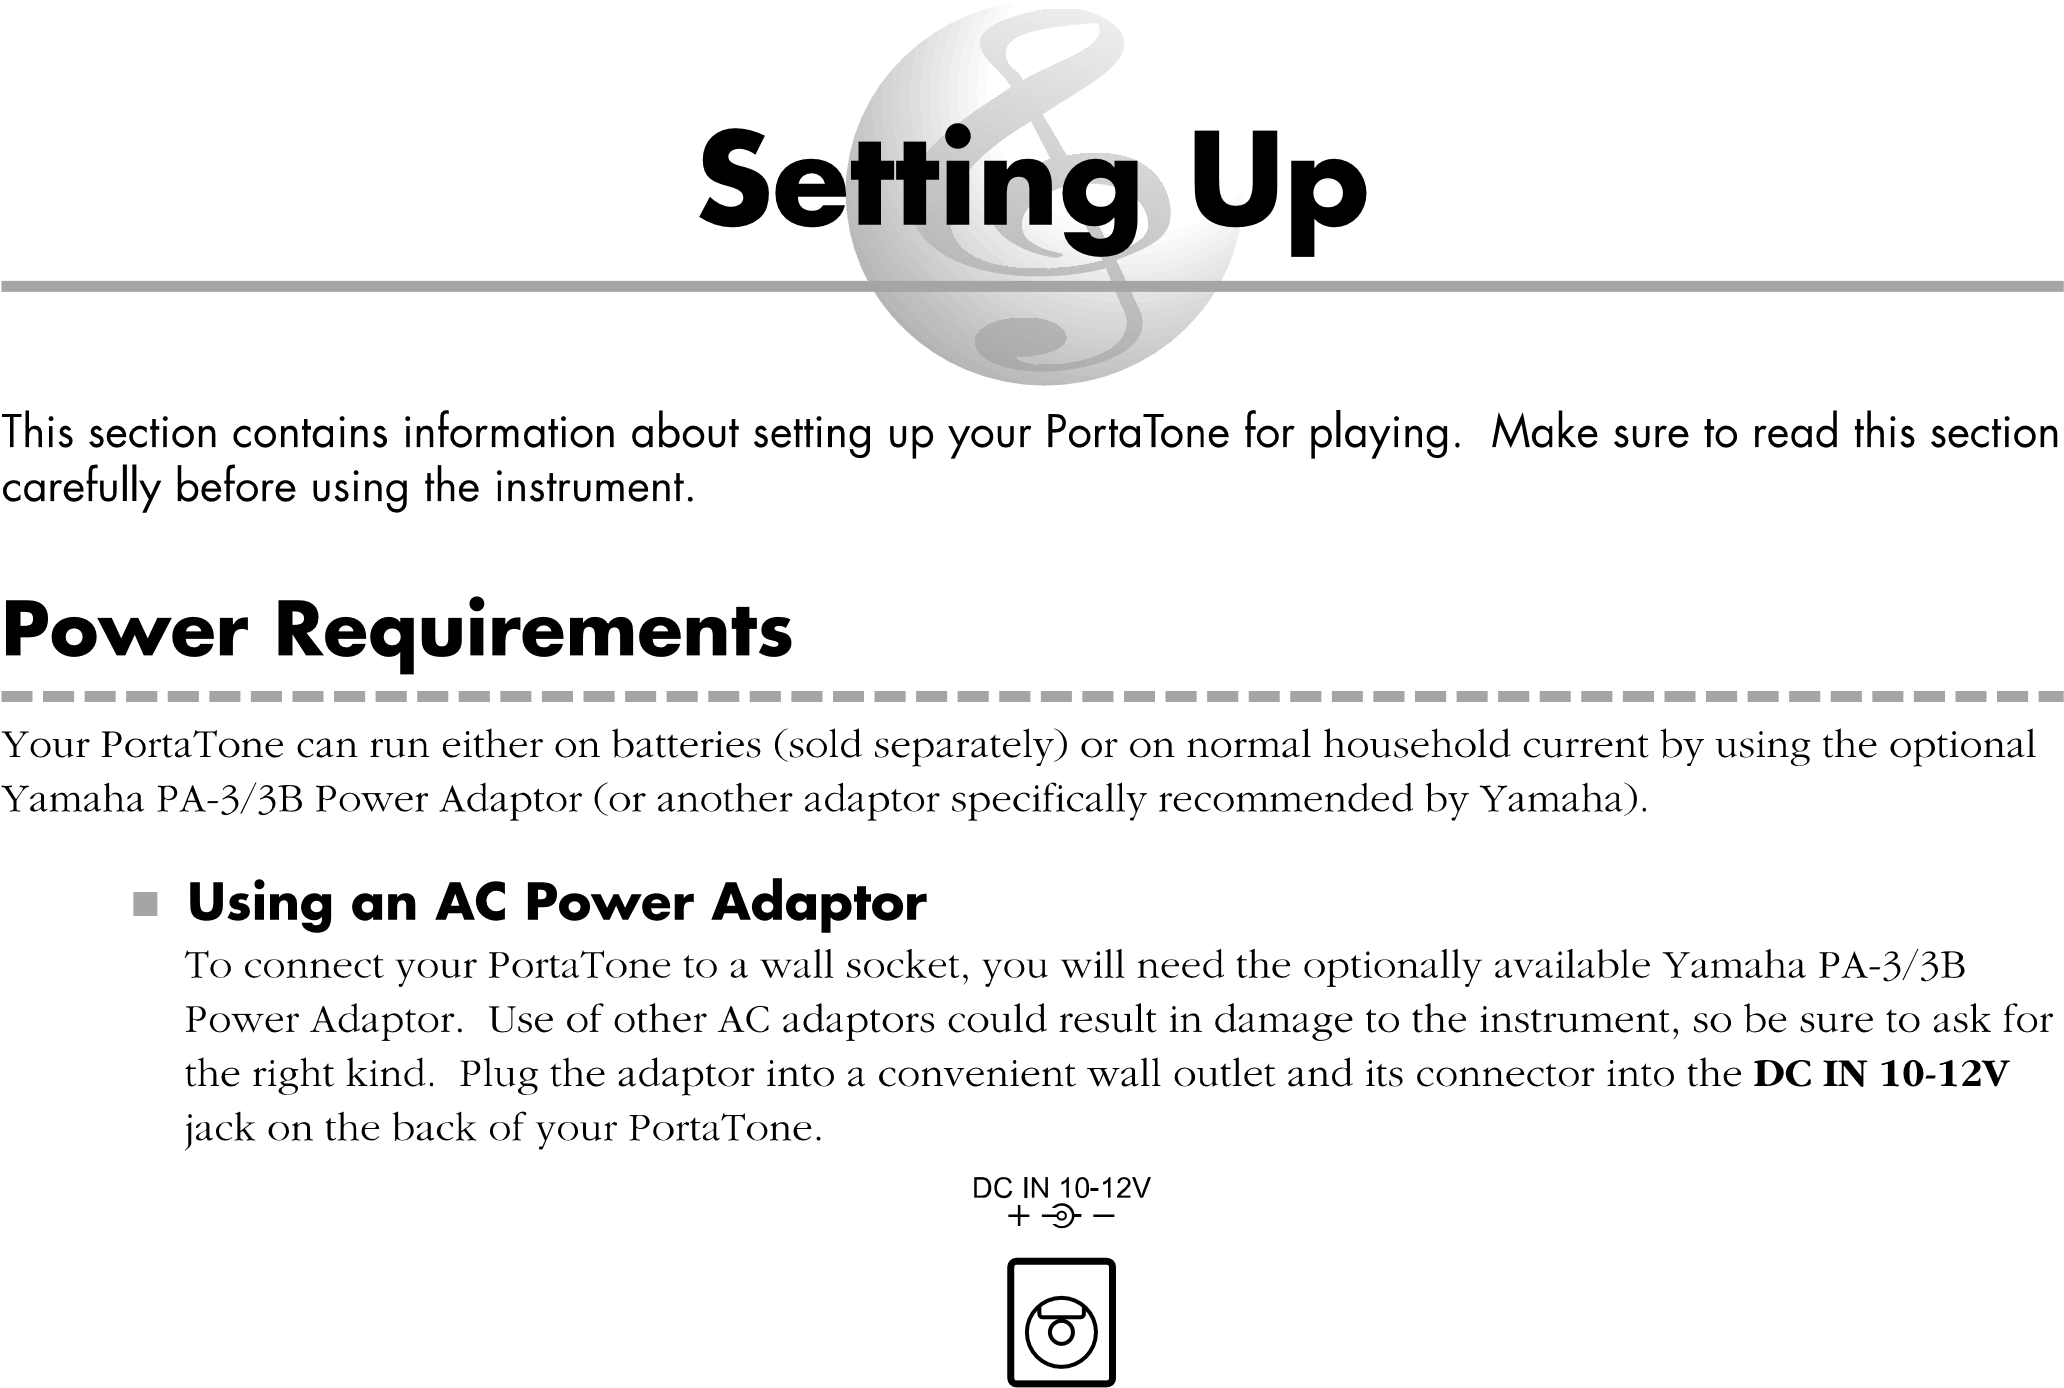 Setting Up
This section contains information about setting up your PortaTone for playing.  Make sure to read this section
carefully before using the instrument.
Power Requirements
Your PortaTone can run either on batteries (sold separately) or on normal household current by using the optional
Yamaha PA-3/3B Power Adaptor (or another adaptor specifically recommended by Yamaha).
■ Using an AC Power Adaptor
To connect your PortaTone to a wall socket, you will need the optionally available Yamaha PA-3/3B
Power Adaptor.  Use of other AC adaptors could result in damage to the instrument, so be sure to ask for
the right kind.  Plug the adaptor into a convenient wall outlet and its connector into the DC IN 10-12V
jack on the back of your PortaTone.
DC IN 10-12V
+ −